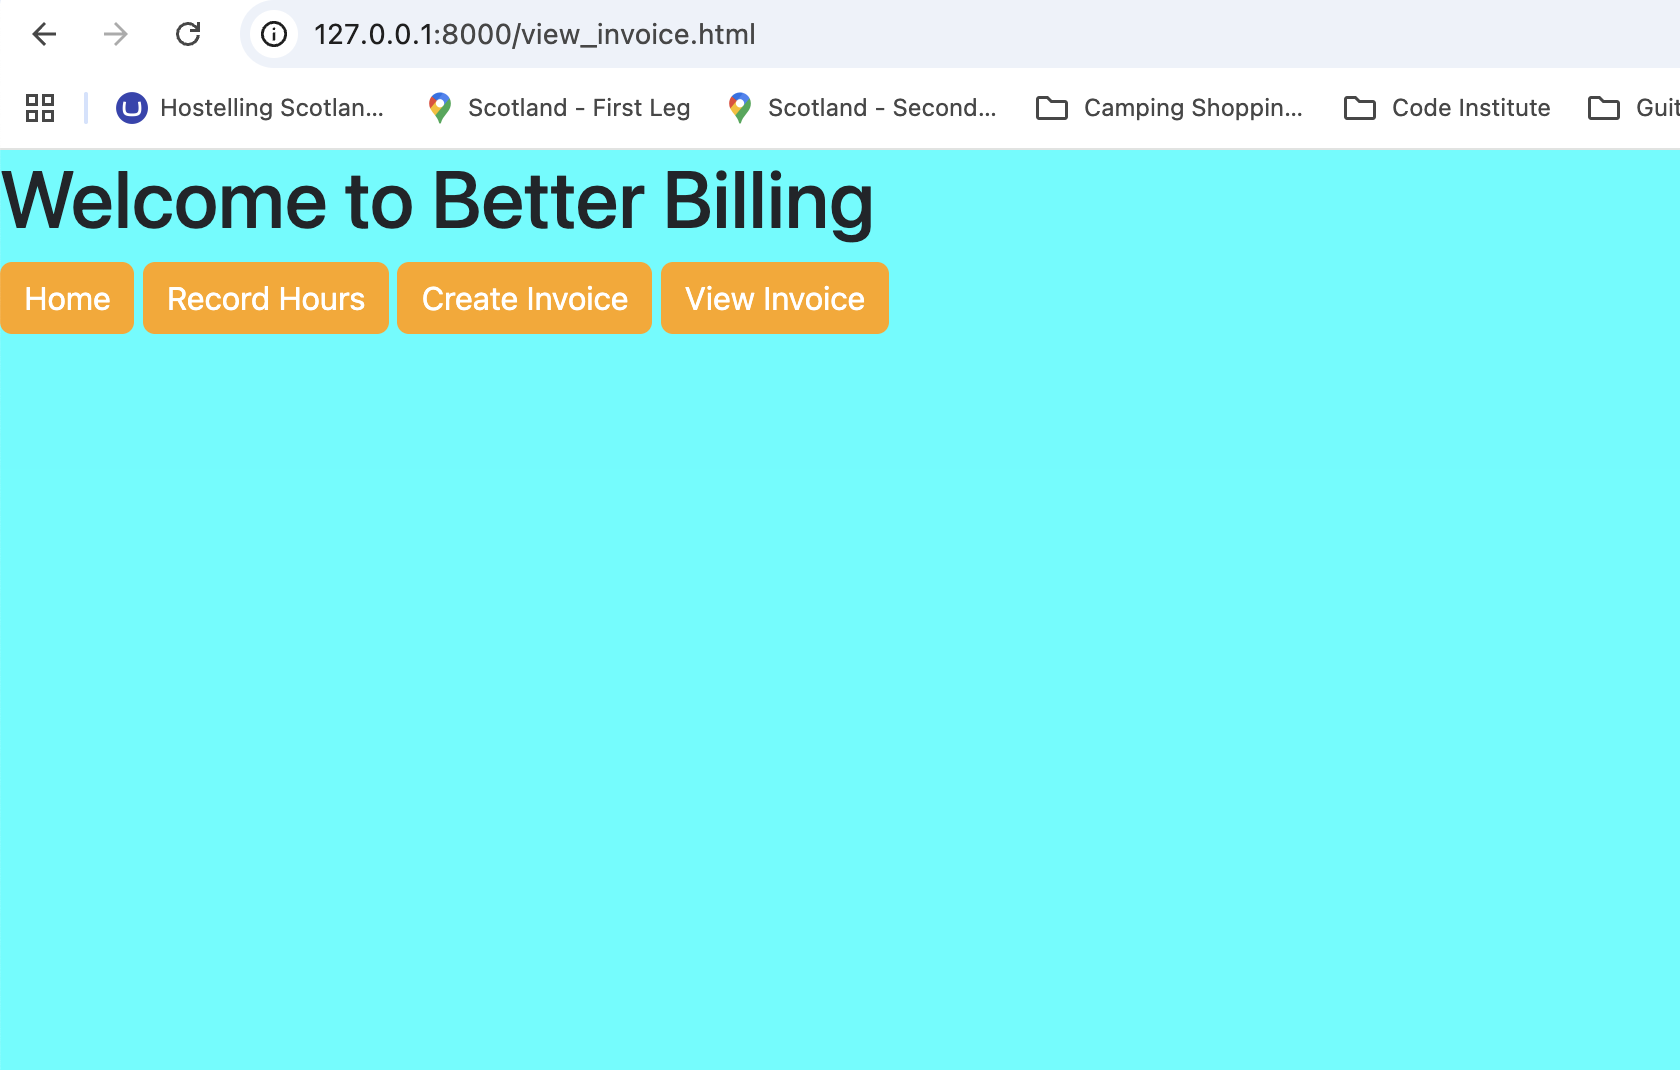 127.0.0.1:8000/view_invoice.html
Hostelling Scotlan... Scotland - First Leg Scotland - Second... Camping Shoppin... Code Institute Guit
Welcome to Better Billing
Home Record Hours Create Invoice View Invoice